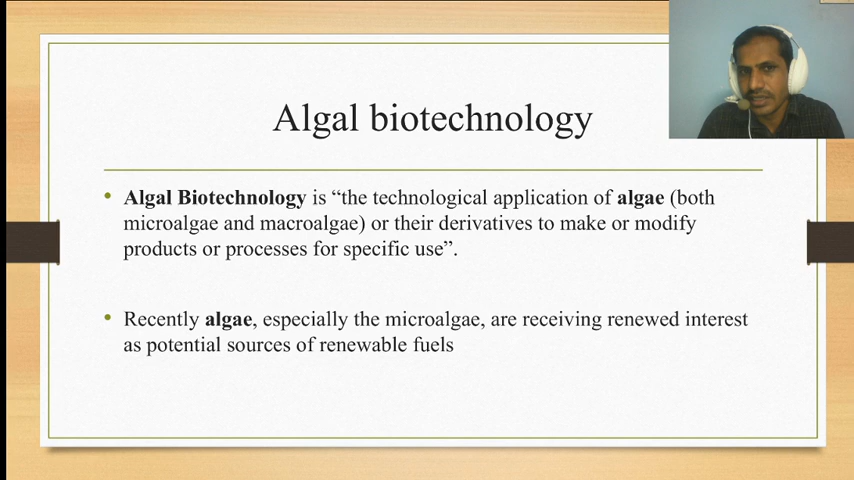 Algal biotechnology
• Algal Biotechnology is “the technological application of algae (both
microalgae and macroalgae) or their derivatives to make or modify
products or processes for specific use”.
• Recently algae, especially the microalgae, are receiving renewed interest
as potential sources of renewable fuels